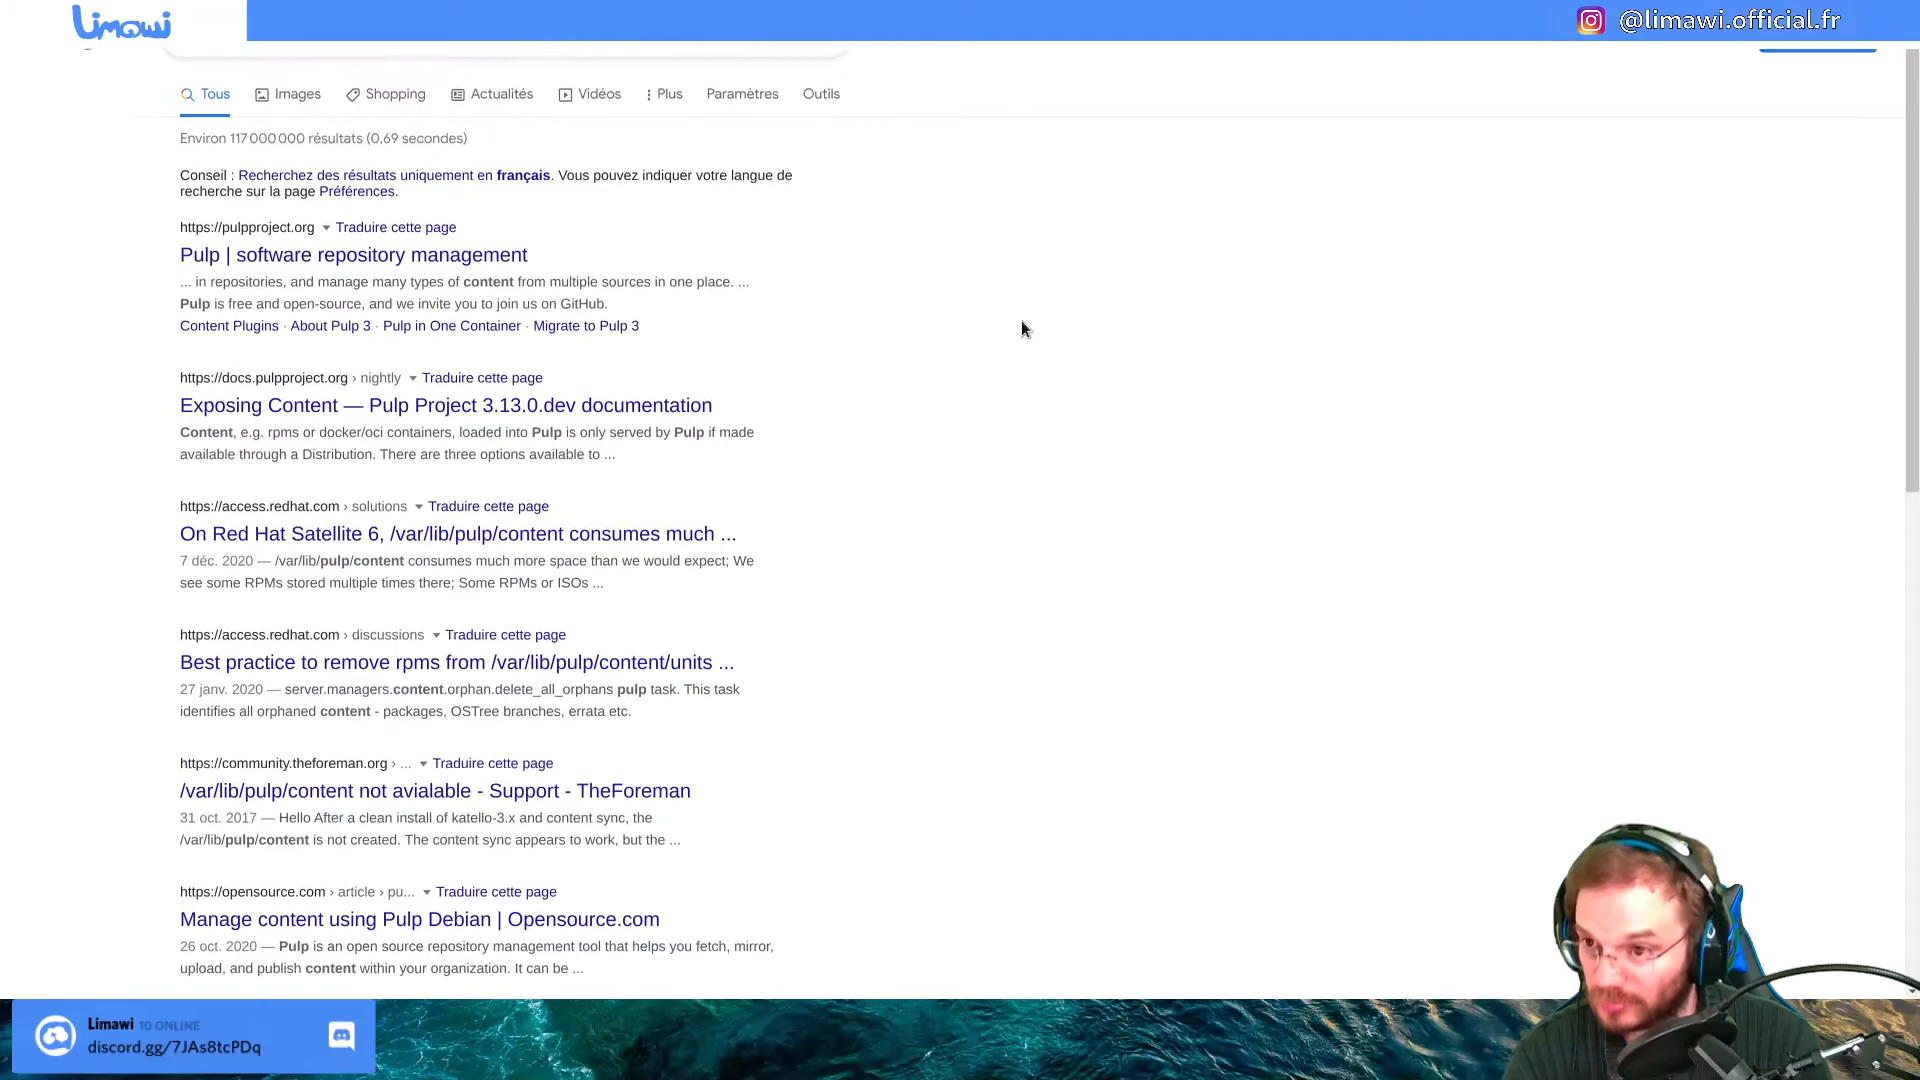 Limawi
@limawi.official.fr
Tous Images Shopping Actualités Vidéos Plus Paramètres Outils
Environ 117 000 000 résultats (0,69 secondes)
Conseil : Recherchez des résultats uniquement en français. Vous pouvez indiquer votre langue de
recherche sur la page Préférences.
https://pulpproject.org Traduire cette page
Pulp | software repository management
... in repositories, and manage many types of content from multiple sources in one place. ...
Pulp is free and open-source, and we invite you to join us on GitHub.
Content Plugins · About Pulp 3 · Pulp in One Container · Migrate to Pulp 3
https://docs.pulpproject.org › nightly Traduire cette page
Exposing Content — Pulp Project 3.13.0.dev documentation
Content, e.g. rpms or docker/oci containers, loaded into Pulp is only served by Pulp if made
available through a Distribution. There are three options available to ...
https://access.redhat.com › solutions Traduire cette page
On Red Hat Satellite 6, /var/lib/pulp/content consumes much ...
7 déc. 2020 — /var/lib/pulp/content consumes much more space than we would expect; We
see some RPMs stored multiple times there; Some RPMs or ISOs ...
https://access.redhat.com › discussions Traduire cette page
Best practice to remove rpms from /var/lib/pulp/content/units ...
27 janv. 2020 — server.managers.content.orphan.delete_all_orphans pulp task. This task
identifies all orphaned content - packages, OSTree branches, errata etc.
https://community.theforeman.org › ... Traduire cette page
/var/lib/pulp/content not avialable - Support - TheForeman
31 oct. 2017 — Hello After a clean install of katello-3.x and content sync, the
/var/lib/pulp/content is not created. The content sync appears to work, but the ...
https://opensource.com › article › pu... Traduire cette page
Manage content using Pulp Debian | Opensource.com
26 oct. 2020 — Pulp is an open source repository management tool that helps you fetch, mirror,
upload, and publish content within your organization. It can be ...
Limawi 10 ONLINE
discord.gg/7JAs8tcPDq